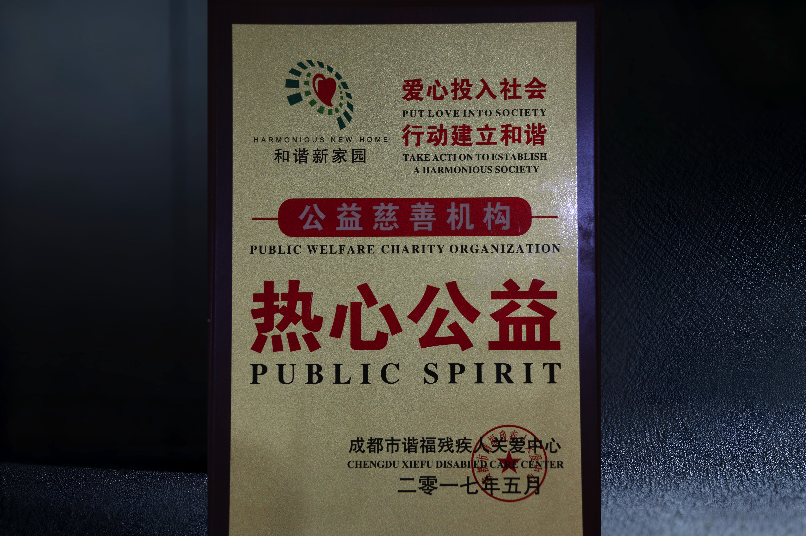 爱心投入社会
PUT LOVE INTO SOCIETY
行动建立和谐
TAKE ACTION TO ESTABLISH
A HARMONIOUS SOCIETY
HARMONIOUS NEW HOME
和谐新家园
公益慈善机构
PUBLIC WELFARE CHARITY ORGANIZATION
热心公益
PUBLIC SPIRIT
成都市谐福残疾人关爱中心
CHENGDU XIEFU DISABLED CARE CENTER
二零一七年五月